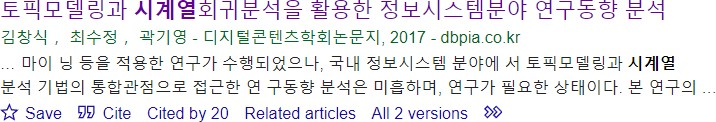 토픽모델링과 시계열회귀분석을 활용한 정보시스템분야 연구동향 분석
김창식 , 최수정 , 곽기영 - 디지털콘텐츠학회논문지, 2017 - dbpia.co.kr
… 마이 닝 등을 적용한 연구가 수행되었으나, 국내 정보시스템 분야에 서 토픽모델링과 시계열
분석 기법의 통합관점으로 접근한 연 구동향 분석은 미흡하며, 연구가 필요한 상태이다. 본 연구의 …
Save Cite Cited by 20 Related articles All 2 versions